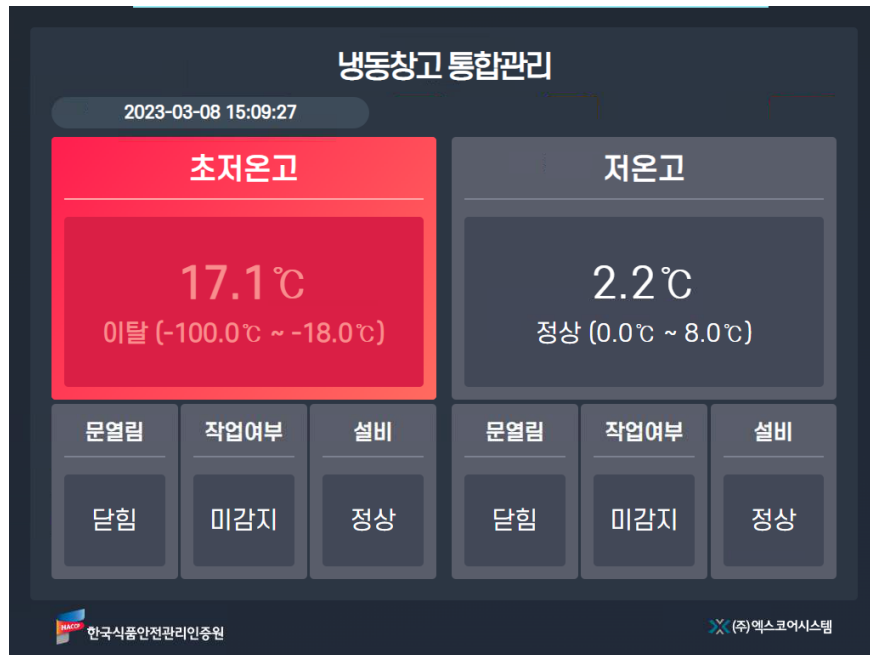 냉동창고 통합관리
2023-03-08 15:09:27
초저온고
17.1℃
이탈 (-100.0℃ ~ -18.0℃)
저온고
2.2℃
정상 (0.0℃ ~ 8.0℃)
문열림 작업여부 설비 문열림 작업여부 설비
닫힘 미감지 정상 닫힘 미감지 정상
HACCP 한국식품안전관리인증원
(주)엑스코어시스템